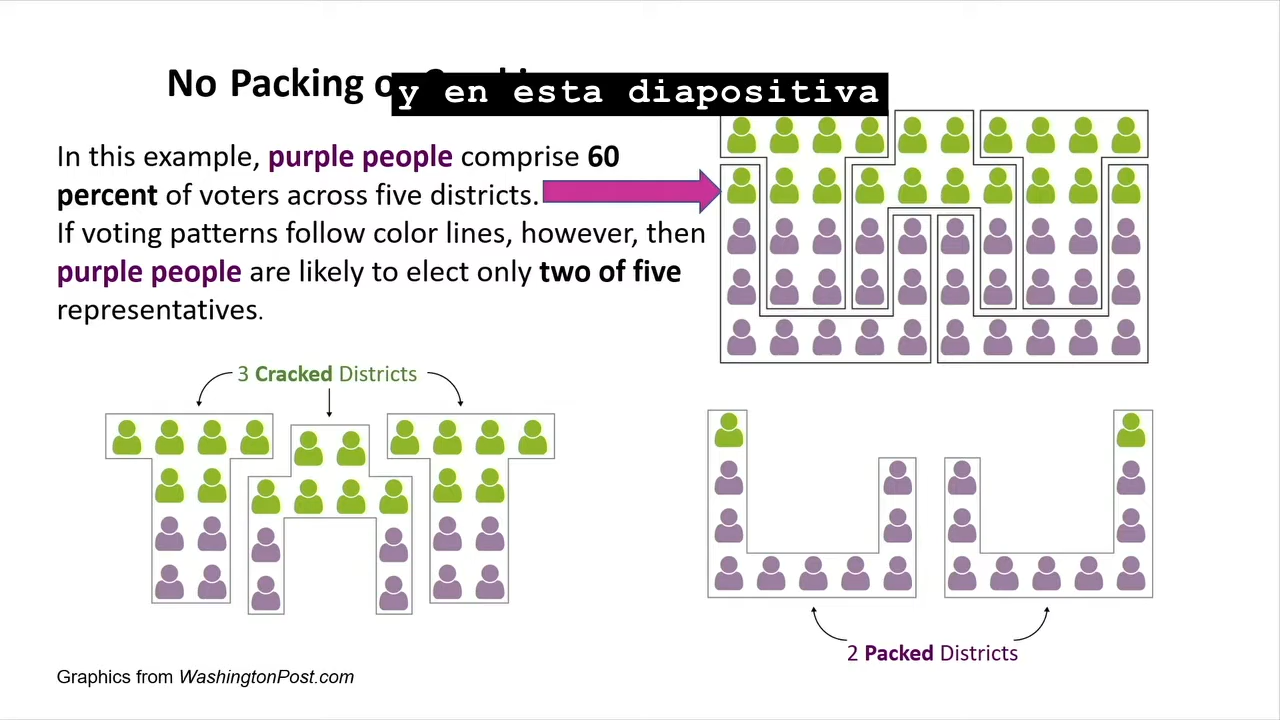 No Packing o
y en esta diapositiva
In this example, purple people comprise 60
percent of voters across five districts.
If voting patterns follow color lines, however, then
purple people are likely to elect only two of five
representatives.
3 Cracked Districts
2 Packed Districts
Graphics from WashingtonPost.com